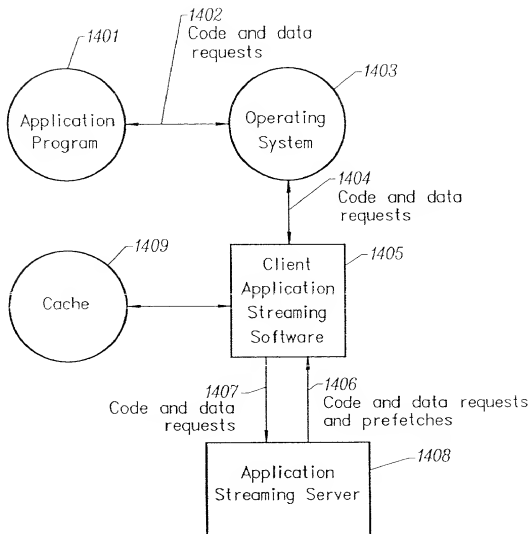 1402
Code and data
requests
1401
1403
Application
Program
Operating
System
1404
Code and data
requests
1409
1405
Cache
Client
Application
Streaming
Software
1407
1406
Code and data
requests
Code and data requests
and prefetches
1408
Application
Streaming Server